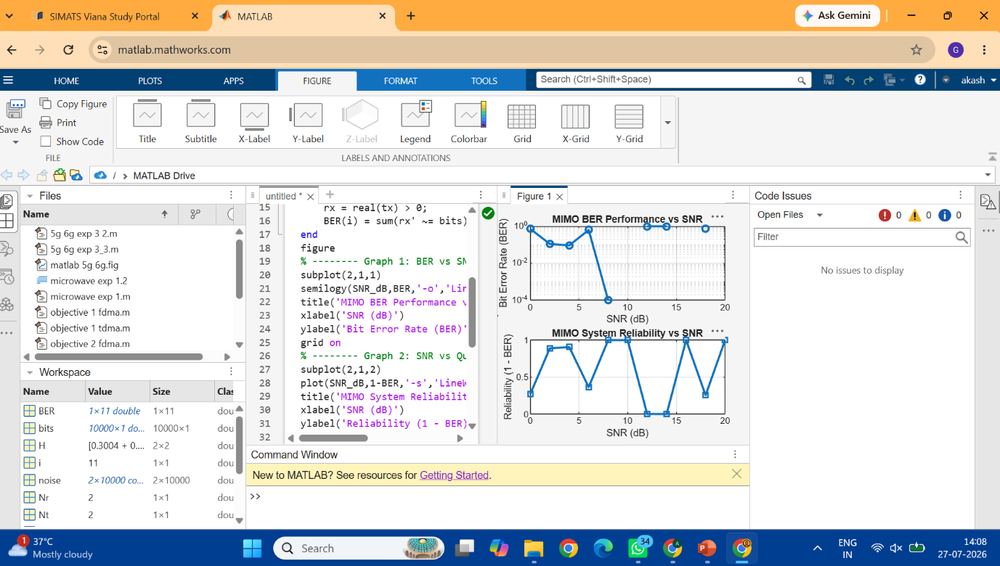 SIMATS Viana Study Portal
MATLAB
Ask Gemini
matlab.mathworks.com
G
HOME PLOTS APPS FIGURE FORMAT TOOLS
Search (Ctrl+Shift+Space)
akash
Save As
Copy Figure
Print
Show Code
FILE
Title Subtitle X-Label Y-Label Z-Label Legend Colorbar Grid X-Grid Y-Grid
LABELS AND ANNOTATIONS
/ > MATLAB Drive
Files
Name
5g 6g exp 3 2.m
5g 6g exp 3_3.m
matlab 5g 6g.fig
microwave exp 1.2
microwave exp 1.m
objective 1 fdma.m
objective 1 tdma.m
objective 2 fdma.m
Workspace
Name Value Size Clas
BER 1×11 double 1×11 dou
bits 10000×1 do... 10000×1 dou
H [0.3004 + 0.... 2×2 dou
i 11 1×1 dou
noise 2×10000 co... 2×10000 dou
Nr 2 1×1 dou
Nt 2 1×1 dou
untitled *
15 rx = real(tx) > 0;
16 BER(i) = sum(rx' ~= bits)
17 end
18 figure
19 % -------- Graph 1: BER vs SN
20 subplot(2,1,1)
21 semilogy(SNR_dB,BER,'-o','Lin
22 title('MIMO BER Performance v
23 xlabel('SNR (dB)')
24 ylabel('Bit Error Rate (BER)'
25 grid on
26 % -------- Graph 2: SNR vs Qu
27 subplot(2,1,2)
28 plot(SNR_dB,1-BER,'-s','Linew
29 title('MIMO System Reliabilit
30 xlabel('SNR (dB)')
31 ylabel('Reliability (1 - BER)
32
Figure 1
MIMO BER Performance vs SNR
Bit Error Rate (BER)
10⁰
10⁻²
10⁻⁴
0 5 10 15 20
SNR (dB)
MIMO System Reliability vs SNR
Reliability (1 - BER)
1
0.5
0
0 5 10 15 20
SNR (dB)
Command Window
New to MATLAB? See resources for Getting Started.
>>
Code Issues
Open Files
0 0 0
Filter
No issues to display
1
37°C
Mostly cloudy
Search
34
ENG
IN
14:08
27-07-2026